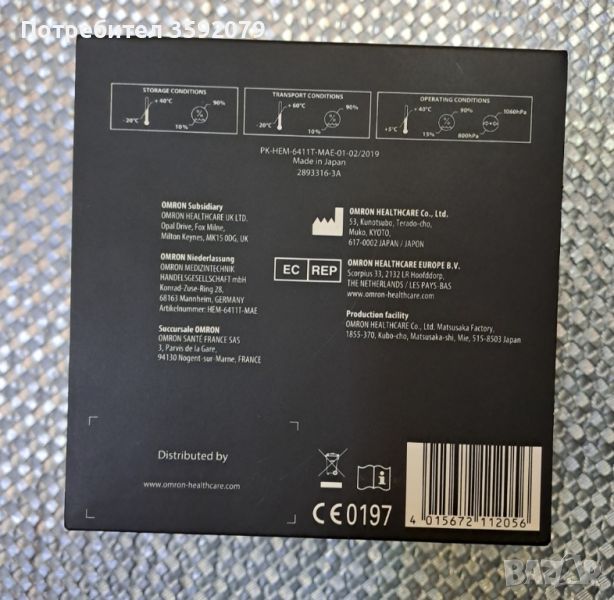 Потребител 3592079
STORAGE CONDITIONS
-20°C
+40°C
10%
90%
TRANSPORT CONDITIONS
-20°C
+60°C
10%
90%
OPERATING CONDITIONS
+5°C
+40°C
15%
90%
800hPa
1060hPa
PK-HEM-6411T-MAE-01-02/2019
Made in Japan
2893316-3A
OMRON Subsidiary
OMRON HEALTHCARE UK LTD.
Opal Drive, Fox Milne,
Milton Keynes, MK15 0DG, UK
OMRON Niederlassung
OMRON MEDIZINTECHNIK
HANDELSGESELLSCHAFT mbH
Konrad-Zuse-Ring 28,
68163 Mannheim, GERMANY
Artikelnummer: HEM-6411T-MAE
Succursale OMRON
OMRON SANTÉ FRANCE SAS
3, Parvis de la Gare,
94130 Nogent-sur-Marne, FRANCE
OMRON HEALTHCARE Co., Ltd.
53, Kunotsubo, Terado-cho,
Muko, KYOTO,
617-0002 JAPAN / JAPON
EC REP
OMRON HEALTHCARE EUROPE B.V.
Scorpius 33, 2132 LR Hoofddorp,
THE NETHERLANDS / LES PAYS-BAS
www.omron-healthcare.com
Production facility
OMRON HEALTHCARE Co., Ltd. Matsusaka Factory,
1855-370, Kubo-cho, Matsusaka-shi, Mie, 515-8503 Japan
Distributed by
www.omron-healthcare.com
CE0197
4 015672 112056
bazar